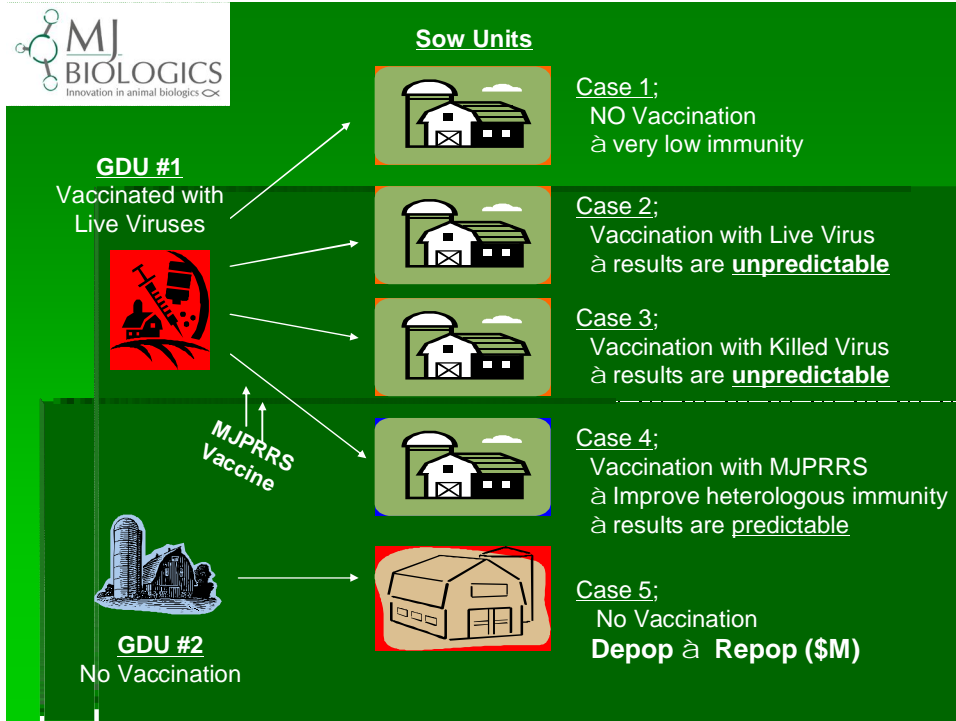 MJ
BIOLOGICS
Innovation in animal biologics
Sow Units
GDU #1
Vaccinated with
Live Viruses
Case 1;
NO Vaccination
à very low immunity
Case 2;
Vaccination with Live Virus
à results are unpredictable
Case 3;
Vaccination with Killed Virus
à results are unpredictable
MJPRRS
Vaccine
Case 4;
Vaccination with MJPRRS
à Improve heterologous immunity
à results are predictable
GDU #2
No Vaccination
Case 5;
No Vaccination
Depop à Repop ($M)